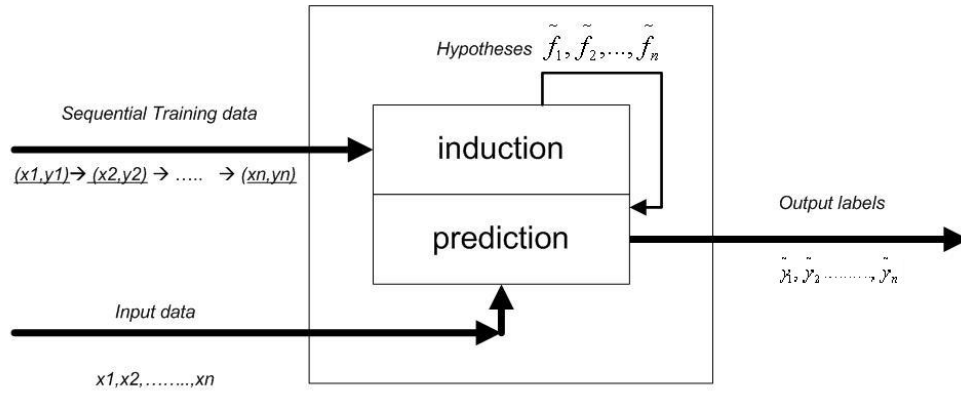 Hypotheses f̃₁, f̃₂, ..., f̃ₙ
Sequential Training data
induction
(x1,y1)→ (x2,y2) → ..... → (xn,yn)
prediction
Output labels
ỹ₁, ỹ₂ ........., ỹₙ
Input data
x1,x2,........,xn